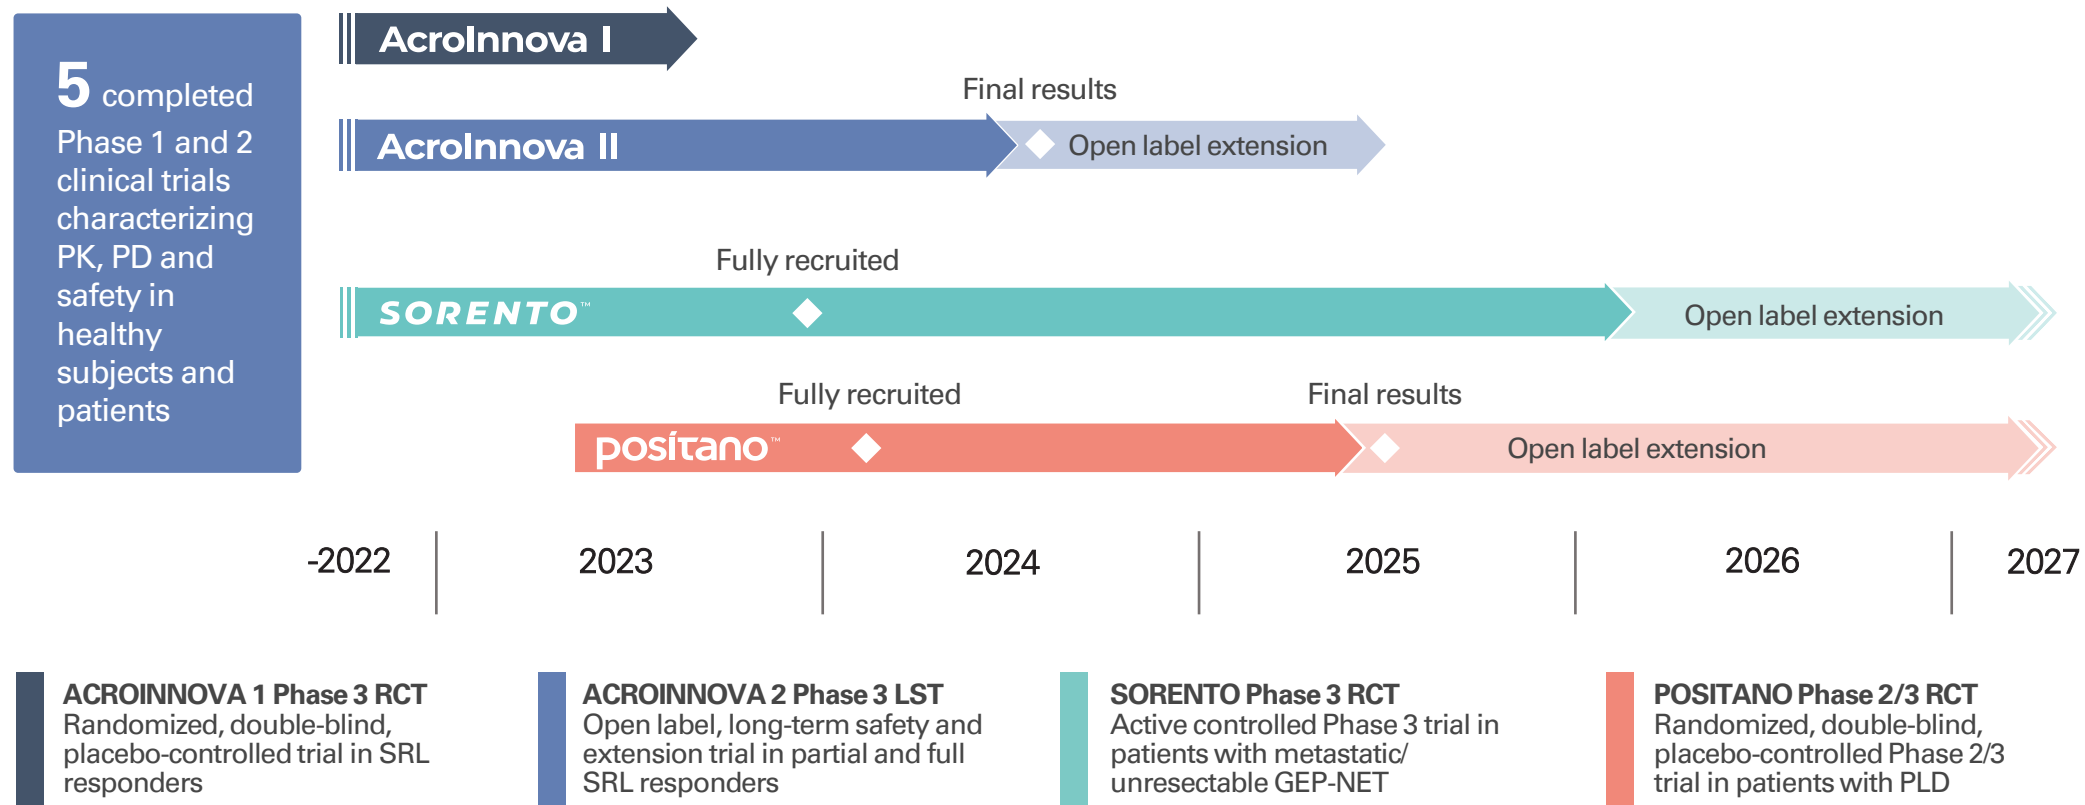 5 completed
Phase 1 and 2
clinical trials
characterizing
PK, PD and
safety in
healthy
subjects and
patients
AcroInnova I
Final results
AcroInnova II
Open label extension
Fully recruited
SORENTO™
Open label extension
Fully recruited
Final results
positano™
Open label extension
-2022
2023
2024
2025
2026
2027
ACROINNOVA 1 Phase 3 RCT
Randomized, double-blind,
placebo-controlled trial in SRL
responders
ACROINNOVA 2 Phase 3 LST
Open label, long-term safety and
extension trial in partial and full
SRL responders
SORENTO Phase 3 RCT
Active controlled Phase 3 trial in
patients with metastatic/
unresectable GEP-NET
POSITANO Phase 2/3 RCT
Randomized, double-blind,
placebo-controlled Phase 2/3
trial in patients with PLD